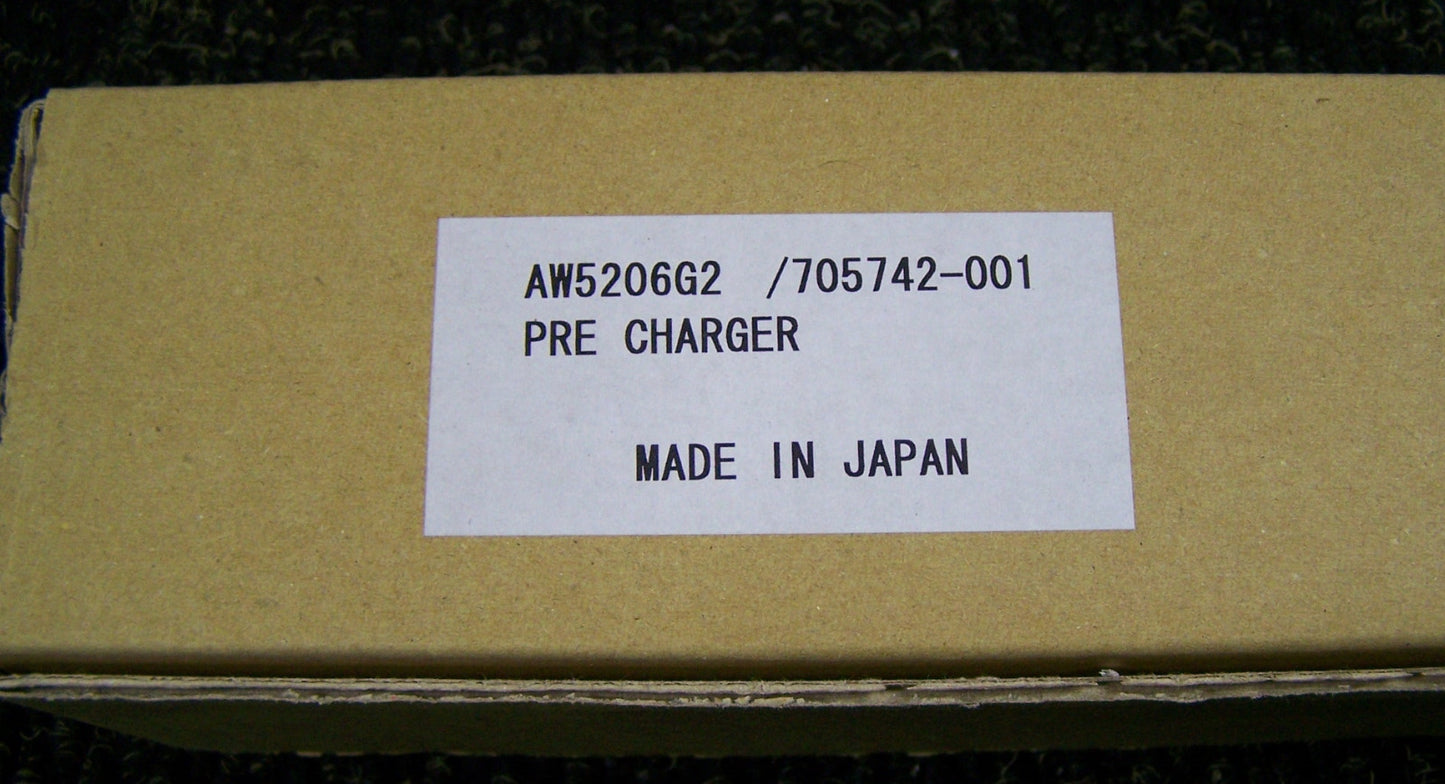 AW5206G2 /705742-001
PRE CHARGER
MADE IN JAPAN